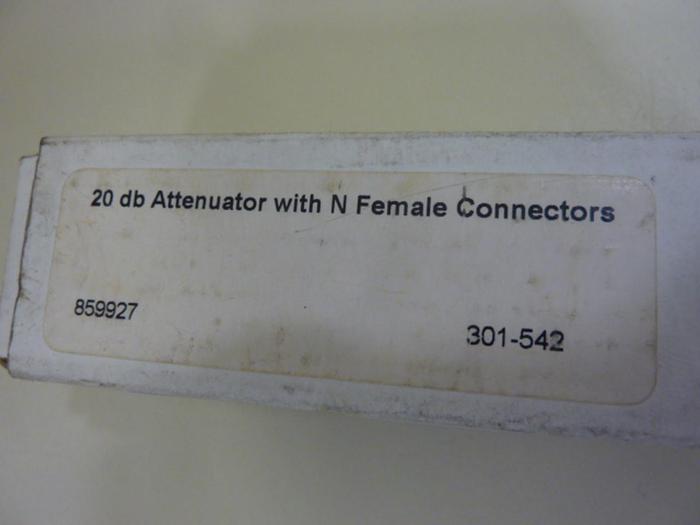 20 db Attenuator with N Female Connectors
859927
301-542